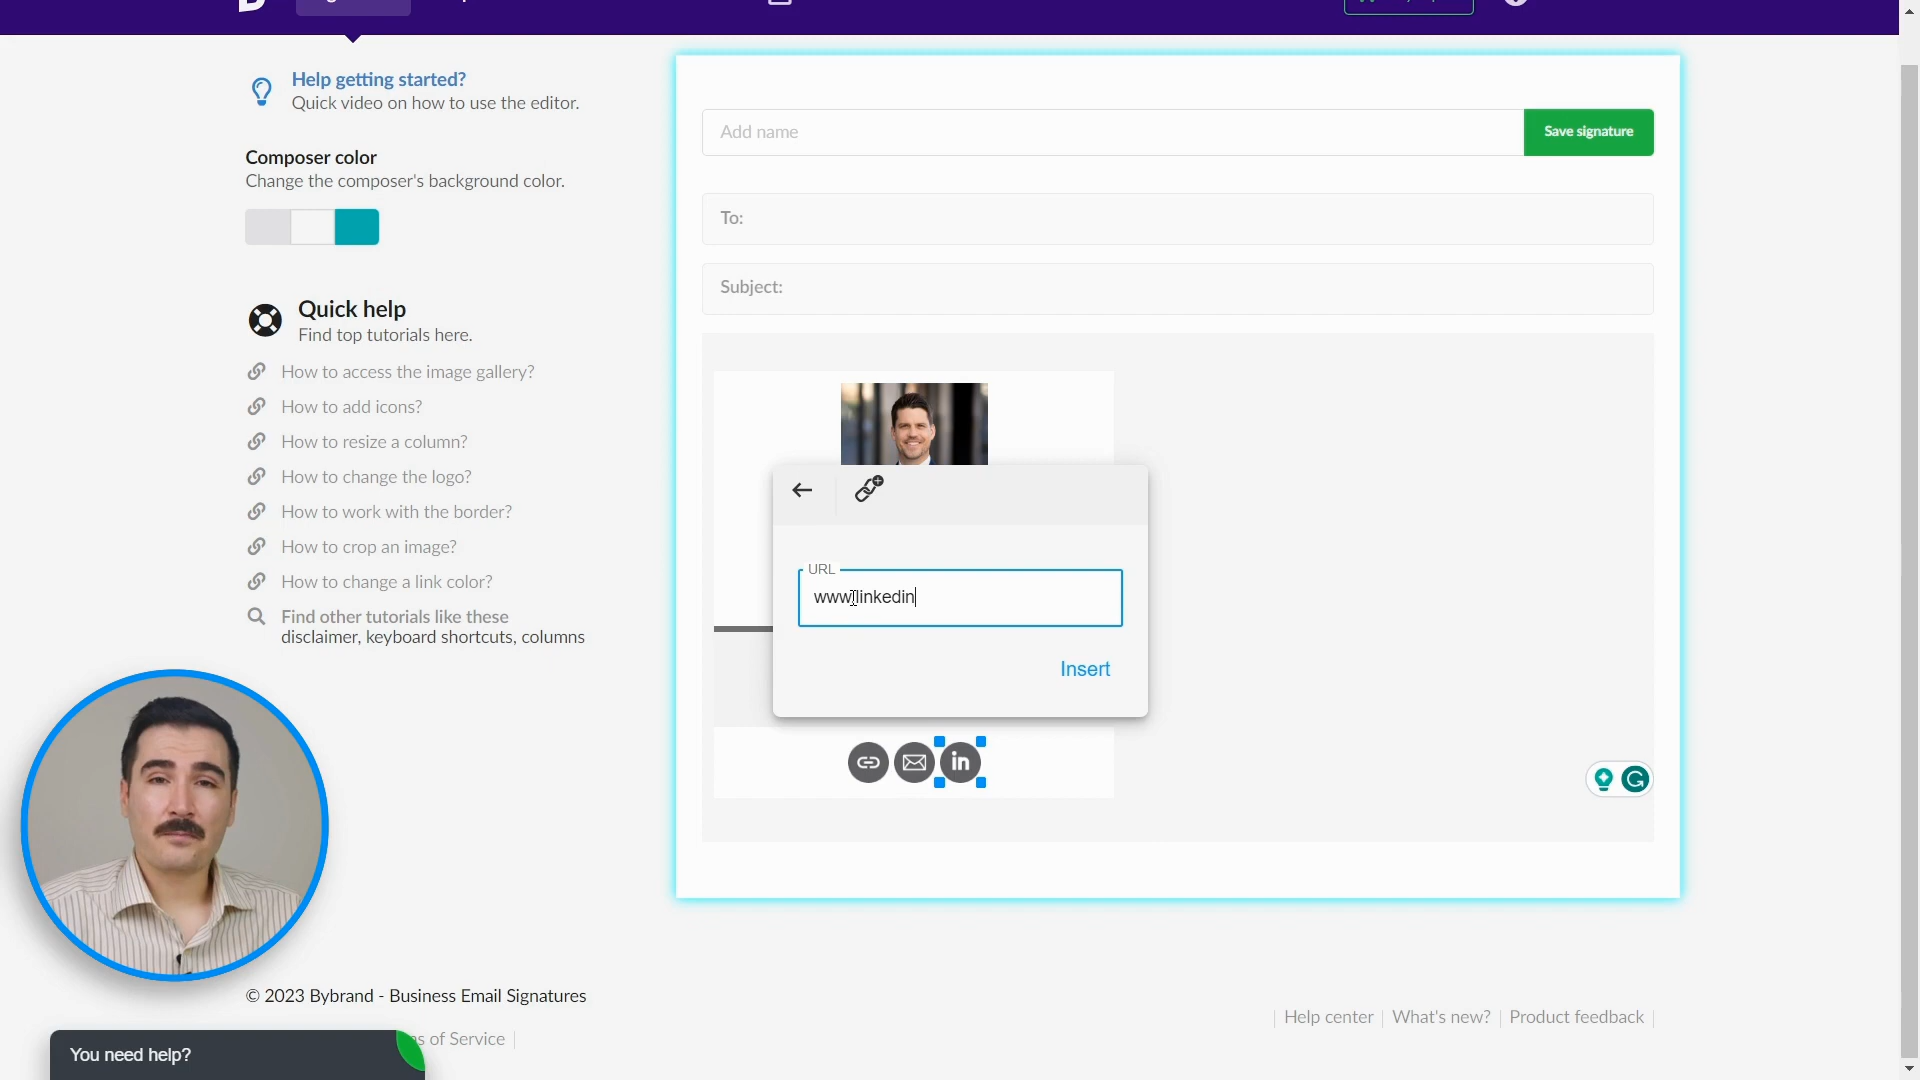 Help getting started?
Quick video on how to use the editor.
Composer color
Change the composer's background color.
Quick help
Find top tutorials here.
How to access the image gallery?
How to add icons?
How to resize a column?
How to change the logo?
How to work with the border?
How to crop an image?
How to change a link color?
Find other tutorials like these
disclaimer, keyboard shortcuts, columns
Add name
Save signature
To:
Subject:
URL
www.linkedin
Insert
in
© 2023 Bybrand - Business Email Signatures
of Service
You need help?
Help center
What's new?
Product feedback